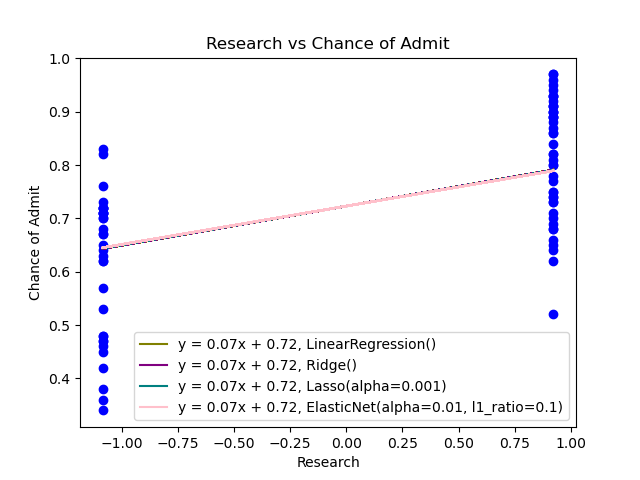 Research vs Chance of Admit
Chance of Admit
1.0
0.9
0.8
0.7
0.6
0.5
0.4
y = 0.07x + 0.72, LinearRegression()
y = 0.07x + 0.72, Ridge()
y = 0.07x + 0.72, Lasso(alpha=0.001)
y = 0.07x + 0.72, ElasticNet(alpha=0.01, l1_ratio=0.1)
−1.00 −0.75 −0.50 −0.25 0.00 0.25 0.50 0.75 1.00
Research